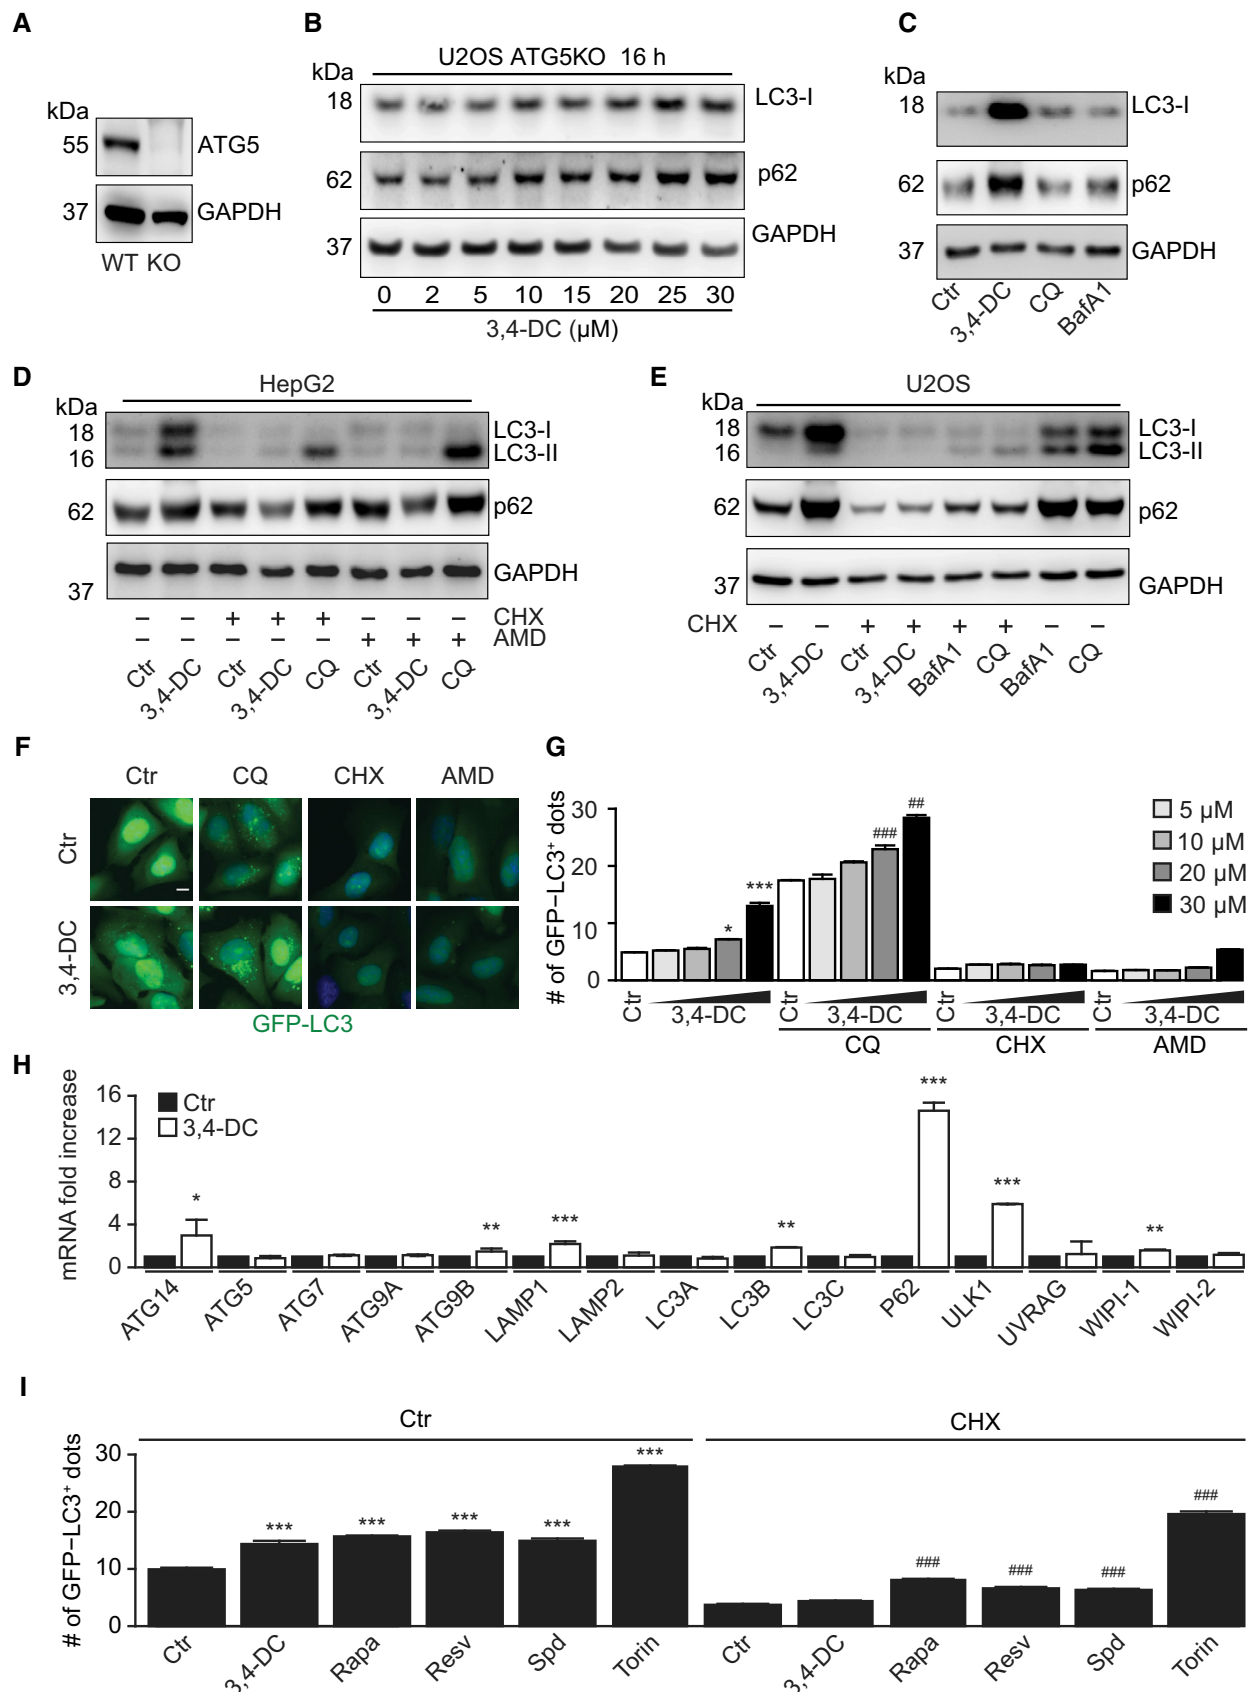 A
kDa
55
ATG5
37
GAPDH
WT KO
B
U2OS ATG5KO 16 h
kDa
18
LC3-I
62
p62
37
GAPDH
0 2 5 10 15 20 25 30
3,4-DC (µM)
C
18
LC3-I
62
p62
37
GAPDH
Ctr 3,4-DC CQ BafA1
D
HepG2
kDa
18
LC3-I
16
LC3-II
62
p62
GAPDH
37
– – + + + – – – CHX
– – – – – + + + AMD
Ctr 3,4-DC Ctr 3,4-DC CQ Ctr 3,4-DC CQ
E
U2OS
kDa
18
LC3-I
16
LC3-II
62
p62
37
GAPDH
CHX – – + + + + – –
Ctr 3,4-DC Ctr 3,4-DC BafA1 CQ BafA1 CQ
F
Ctr CQ CHX AMD
Ctr
3,4-DC
GFP-LC3
G
# of GFP–LC3+ dots
30
20
10
0
* *** ### ##
5 µM
10 µM
20 µM
30 µM
Ctr 3,4-DC Ctr 3,4-DC Ctr 3,4-DC Ctr 3,4-DC
CQ CHX AMD
H
mRNA fold increase
16
12
8
4
0
Ctr
3,4-DC
* ** *** ** *** *** **
ATG14 ATG5 ATG7 ATG9A ATG9B LAMP1 LAMP2 LC3A LC3B LC3C P62 ULK1 UVRAG WIPI-1 WIPI-2
I
Ctr CHX
# of GFP–LC3+ dots
30
20
10
0
*** *** *** *** *** ### ### ### ###
Ctr 3,4-DC Rapa Resv Spd Torin Ctr 3,4-DC Rapa Resv Spd Torin